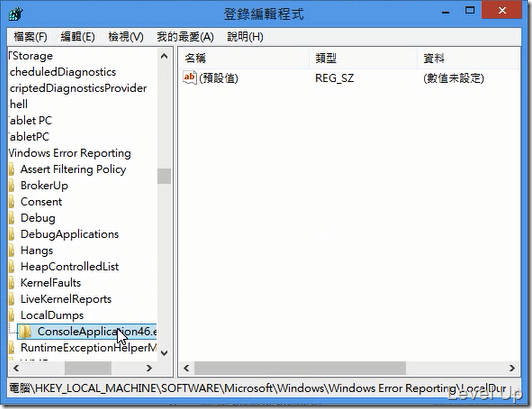 登錄編輯程式
檔案(F) 編輯(E) 檢視(V) 我的最愛(A) 說明(H)
TStorage
cheduledDiagnostics
criptedDiagnosticsProvider
hell
ablet PC
abletPC
Vindows Error Reporting
Assert Filtering Policy
BrokerUp
Consent
Debug
DebugApplications
Hangs
HeapControlledList
KernelFaults
LiveKernelReports
LocalDumps
ConsoleApplication46.e
RuntimeExceptionHelperM
名稱 類型 資料
ab (預設值) REG_SZ (數值未設定)
電腦\HKEY_LOCAL_MACHINE\SOFTWARE\Microsoft\Windows\Windows Error Reporting\LocalDur
Level Up